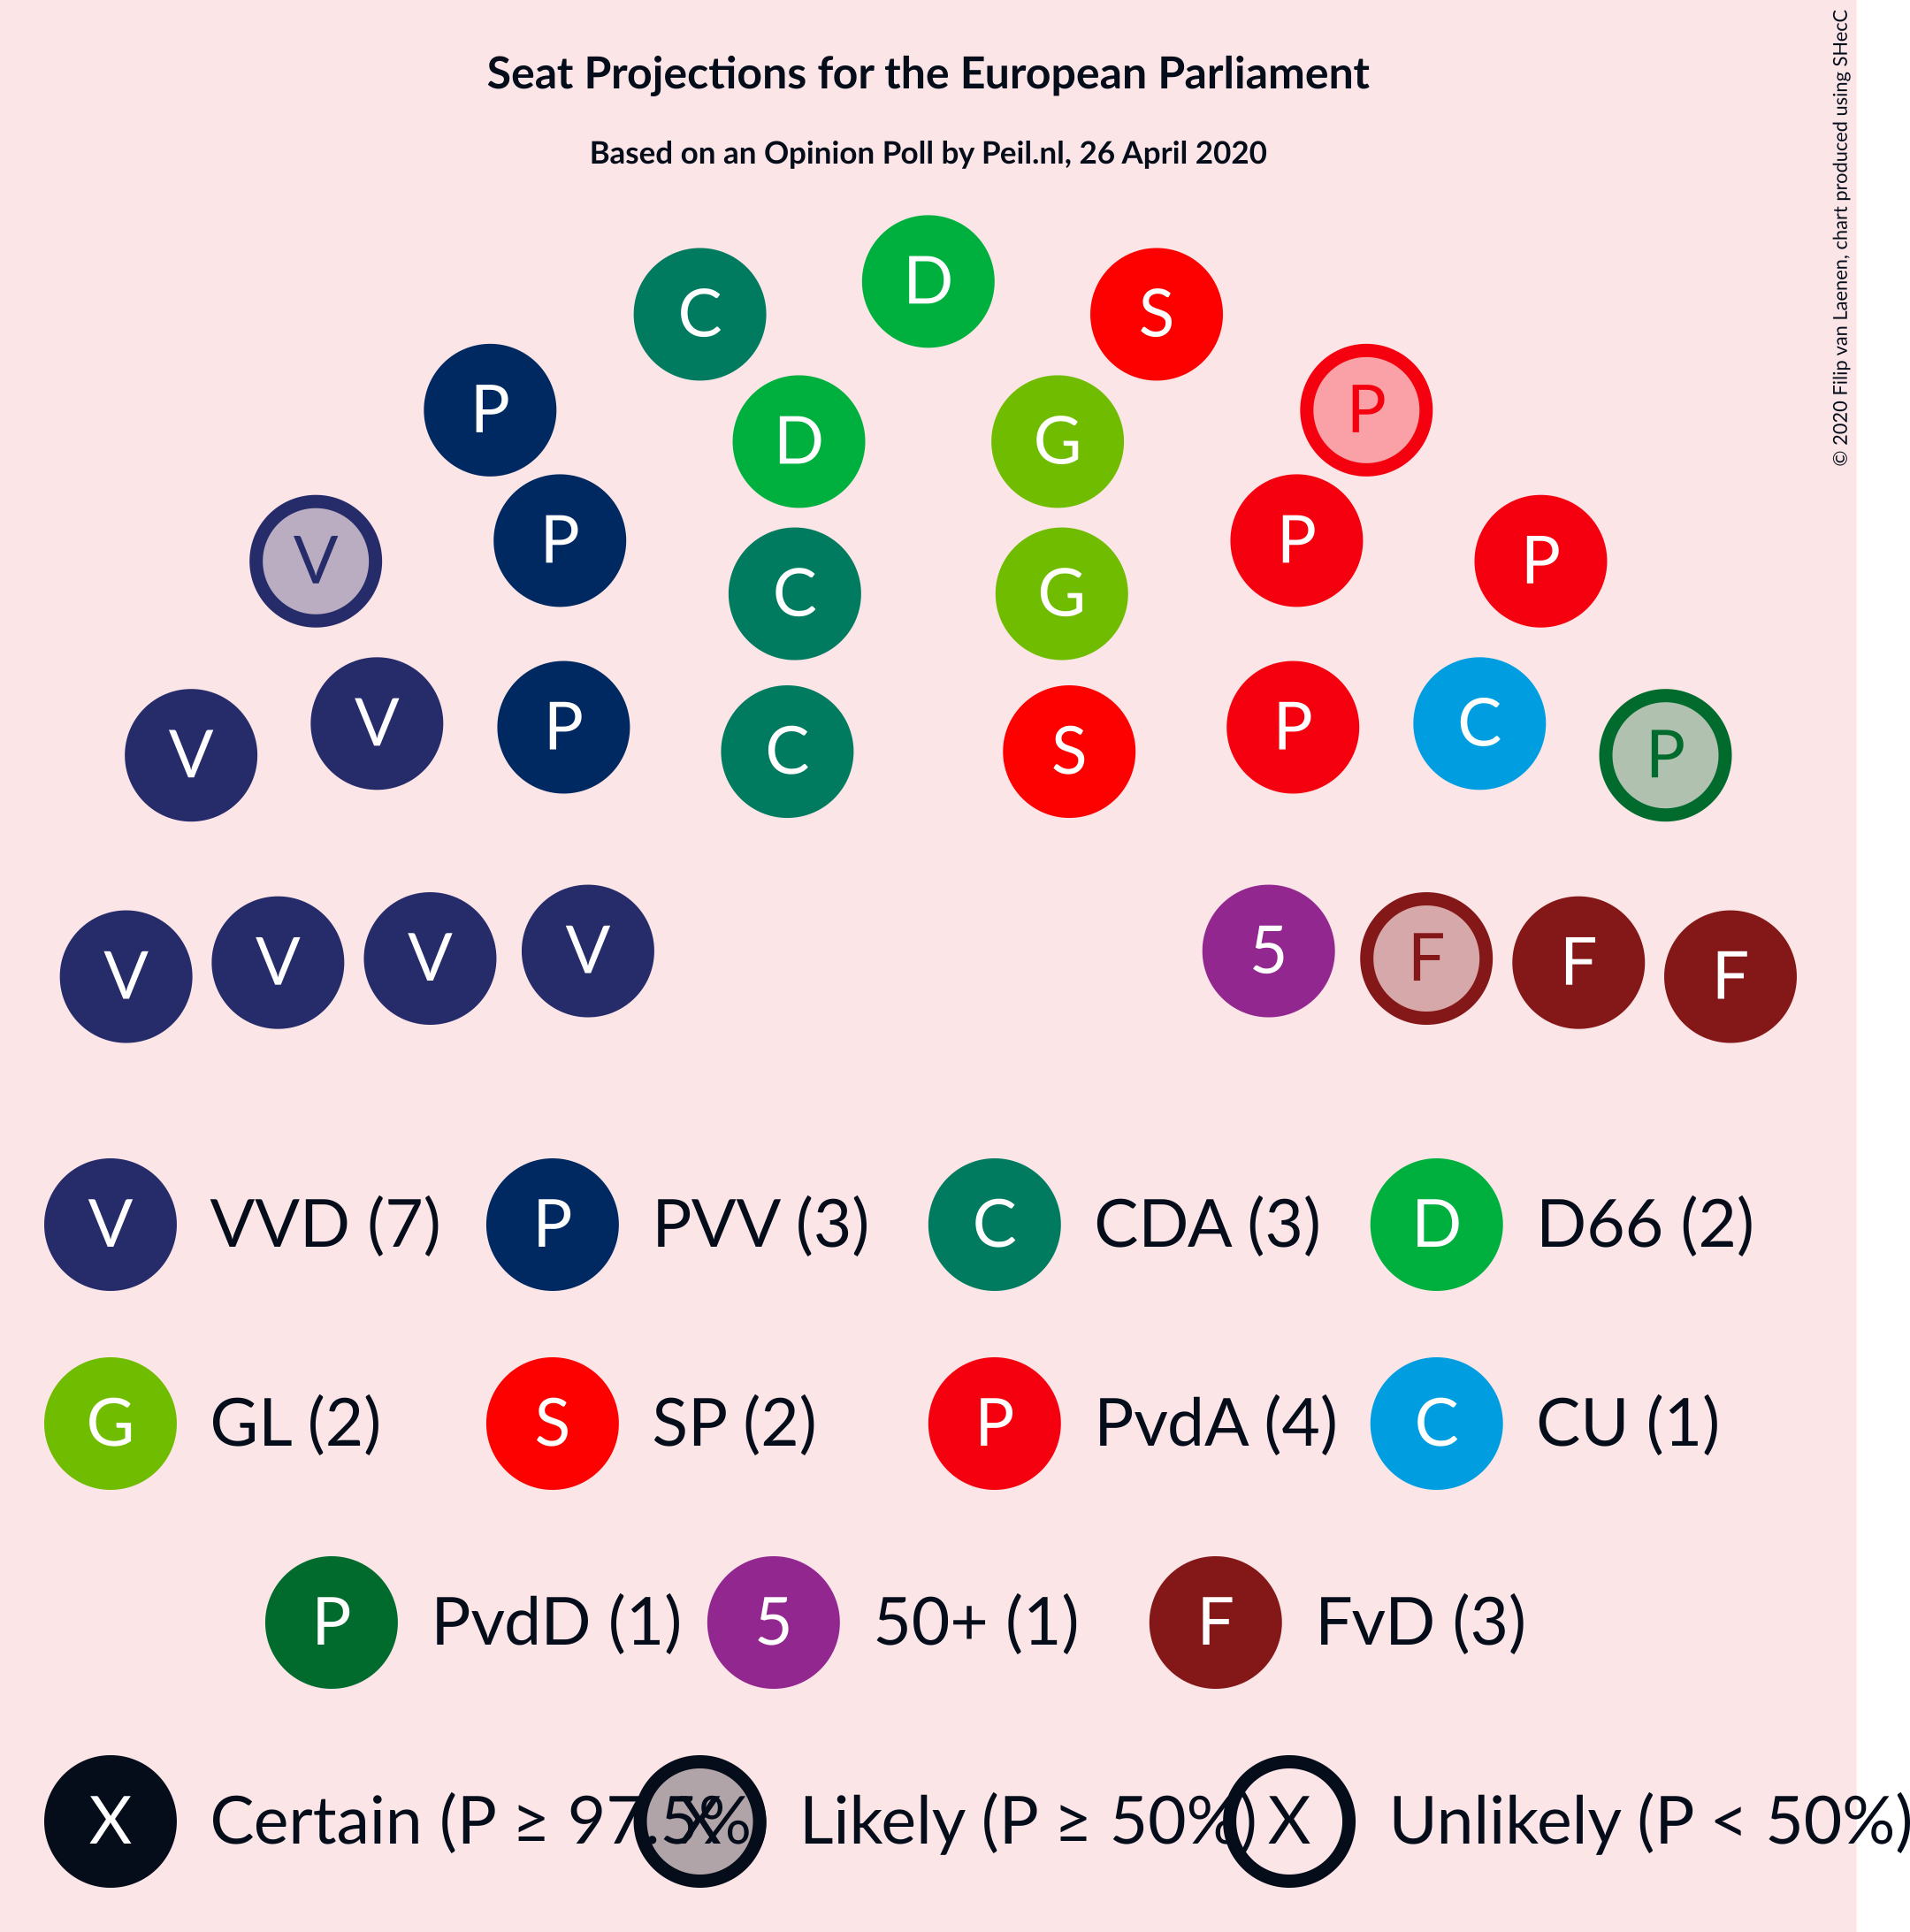 Seat Projections for the European Parliament
Based on an Opinion Poll by Peil.nl, 26 April 2020
© 2020 Filip van Laenen, chart produced using SHecC
D
C S
P P
D G
V P P P
C G
V P P C
V C S P P
V V V V 5 F F F
V VVD (7) P PVV (3) C CDA (3) D D66 (2)
G GL (2) S SP (2) P PvdA (4) C CU (1)
P PvdD (1) 5 50+ (1) F FvD (3)
X Certain (P ≥ 97.5% X Likely (P ≥ 50%) X Unlikely (P < 50%)